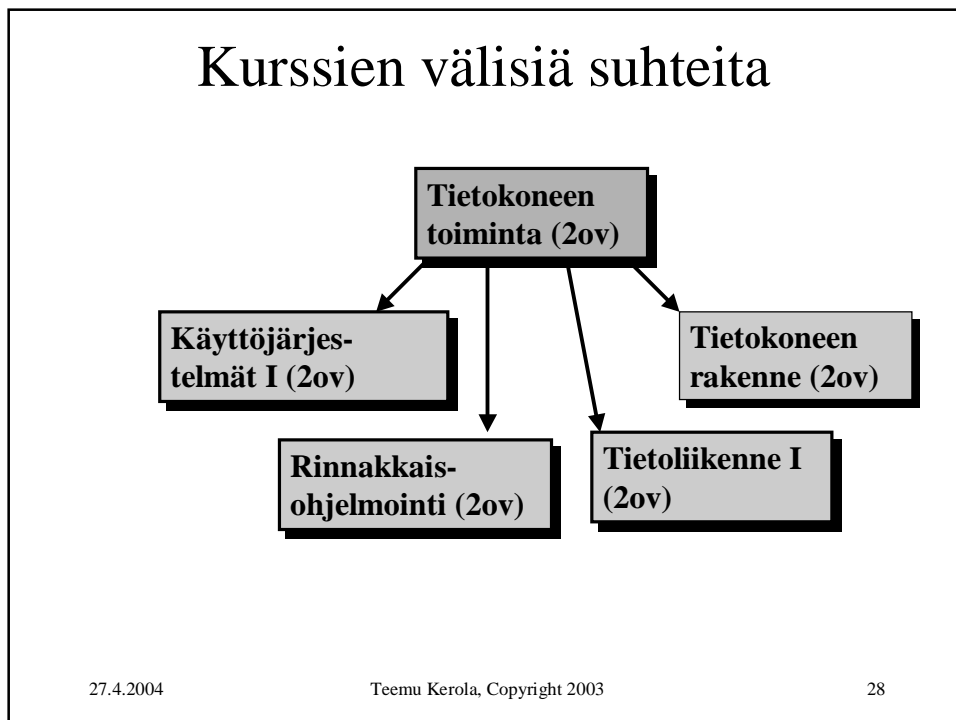 Kurssien välisiä suhteita
Tietokoneen
toiminta (2ov)
Käyttöjärjes-
telmät I (2ov)
Tietokoneen
rakenne (2ov)
Rinnakkais-
ohjelmointi (2ov)
Tietoliikenne I
(2ov)
27.4.2004
Teemu Kerola, Copyright 2003
28